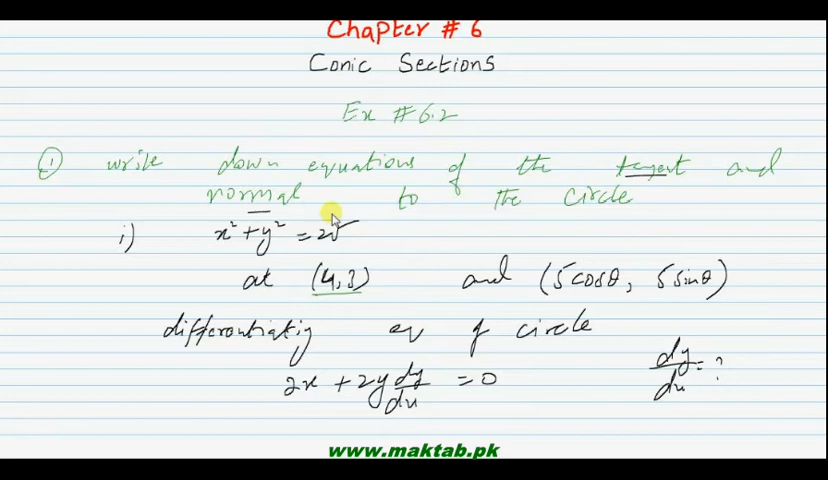 Chapter # 6
Conic Sections
Ex # 6.2
① write down equations of the tangent and
normal to the circle
i) x² + y² = 25
at (4,3) and (5cosθ, 5sinθ)
differentiating eq of circle
2x + 2y dy/dx = 0 dy/dx = ?
www.maktab.pk